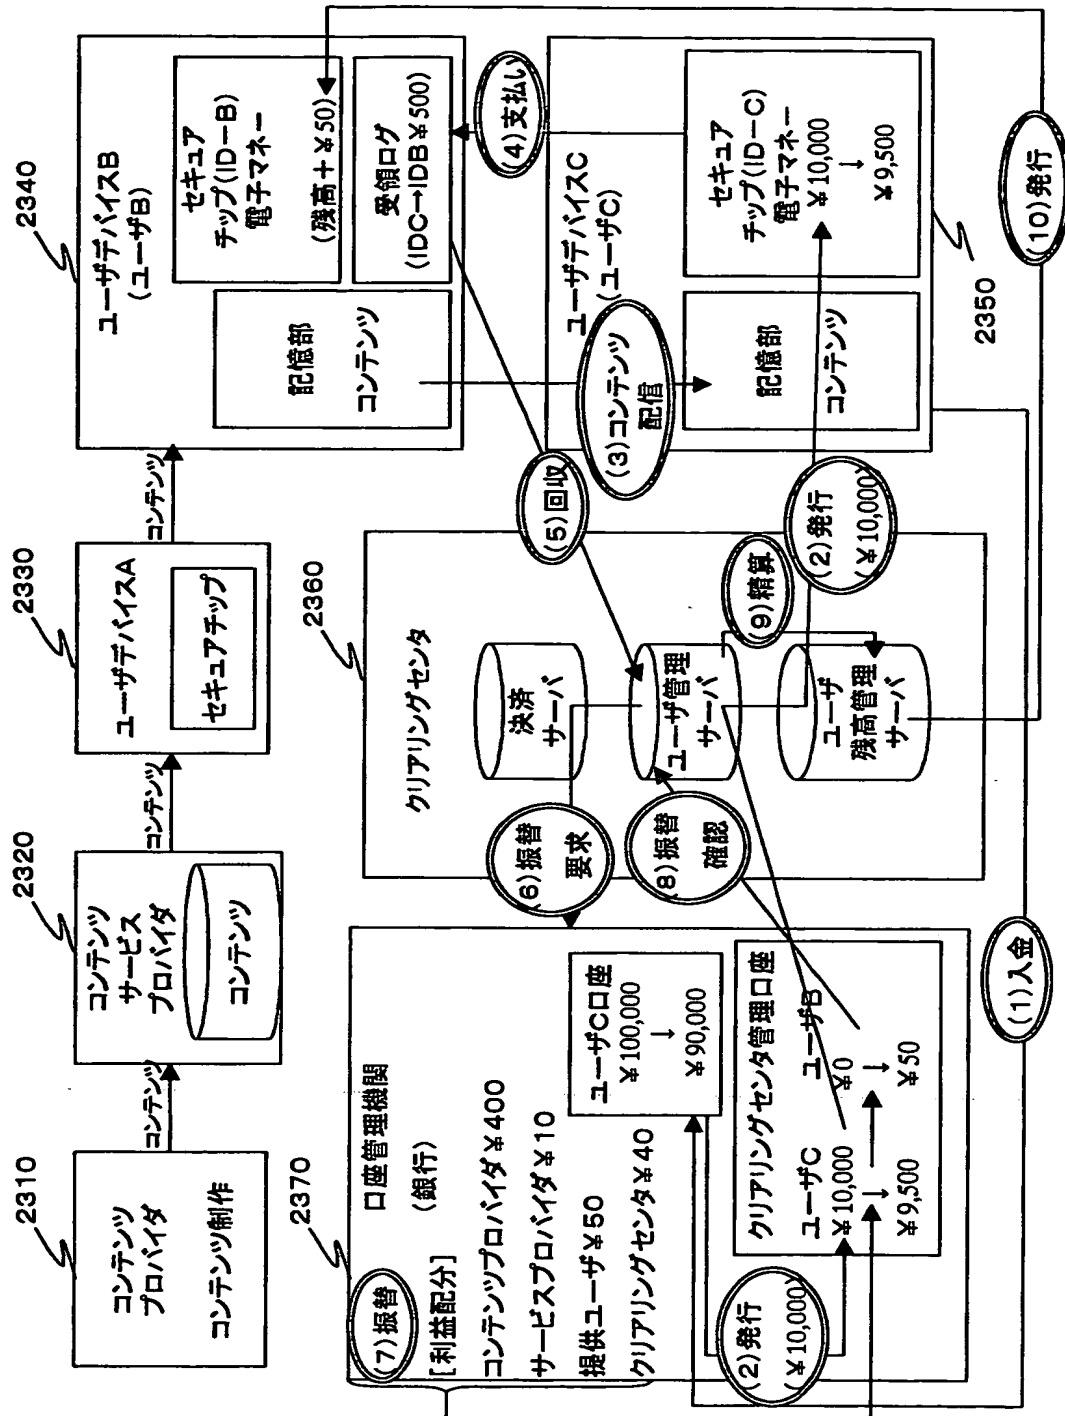 2310
コンテンツ
プロバイダ
コンテンツ制作
コンテンツ
2320
コンテンツ
サービス
プロバイダ
コンテンツ
コンテンツ
2330
ユーザデバイスA
セキュアチップ
コンテンツ
2340
ユーザデバイスB
(ユーザB)
セキュア
チップ(ID−B)
電子マネー
(残高+¥50)
受領ログ
(IDC→IDB¥500)
記憶部
コンテンツ
(4)支払い
(3)コンテンツ
配信
ユーザデバイスC
(ユーザC)
セキュア
チップ(ID−C)
電子マネー
¥10,000
↓
¥9,500
記憶部
コンテンツ
2350
(5)回収
2360
クリアリングセンタ
決済
サーバ
ユーザ管理
サーバ
ユーザ
残高管理
サーバ
(9)精算
(2)発行
(¥10,000)
(6)振替
要求
(8)振替
確認
2370
口座管理機関
(銀行)
(7)振替
[利益配分]
コンテンツプロバイダ¥400
サービスプロバイダ¥10
提供ユーザ¥50
クリアリングセンタ¥40
ユーザC口座
¥100,000
↓
¥90,000
クリアリングセンタ管理口座
ユーザC
¥10,000
↓
¥9,500
ユーザB
¥0
↓
¥50
(2)発行
(¥10,000)
(1)入金
(10)発行